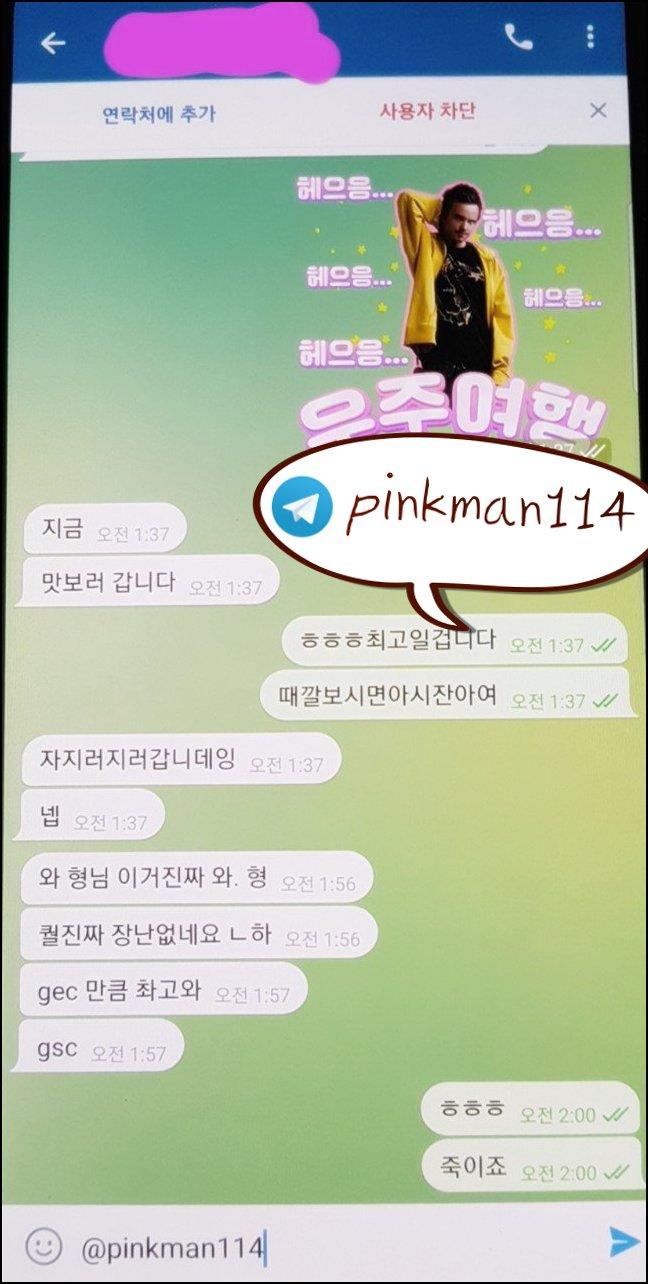 연락처에 추가
사용자 차단
헤으응...
헤으응...
헤으응...
헤으응...
헤으응...
우주여행
pinkman114
지금 오전 1:37
맛보러 갑니다 오전 1:37
ㅎㅎㅎ최고일겁니다 오전 1:37
때깔보시면아시잔아여 오전 1:37
자지러지러갑니데잉 오전 1:37
넵 오전 1:37
와 형님 이거진짜 와. 형 오전 1:56
퀄진짜 장난없네요 ㄴ하 오전 1:56
gec 만큼 촤고와 오전 1:57
gsc 오전 1:57
ㅎㅎㅎ 오전 2:00
죽이죠 오전 2:00
@pinkman114